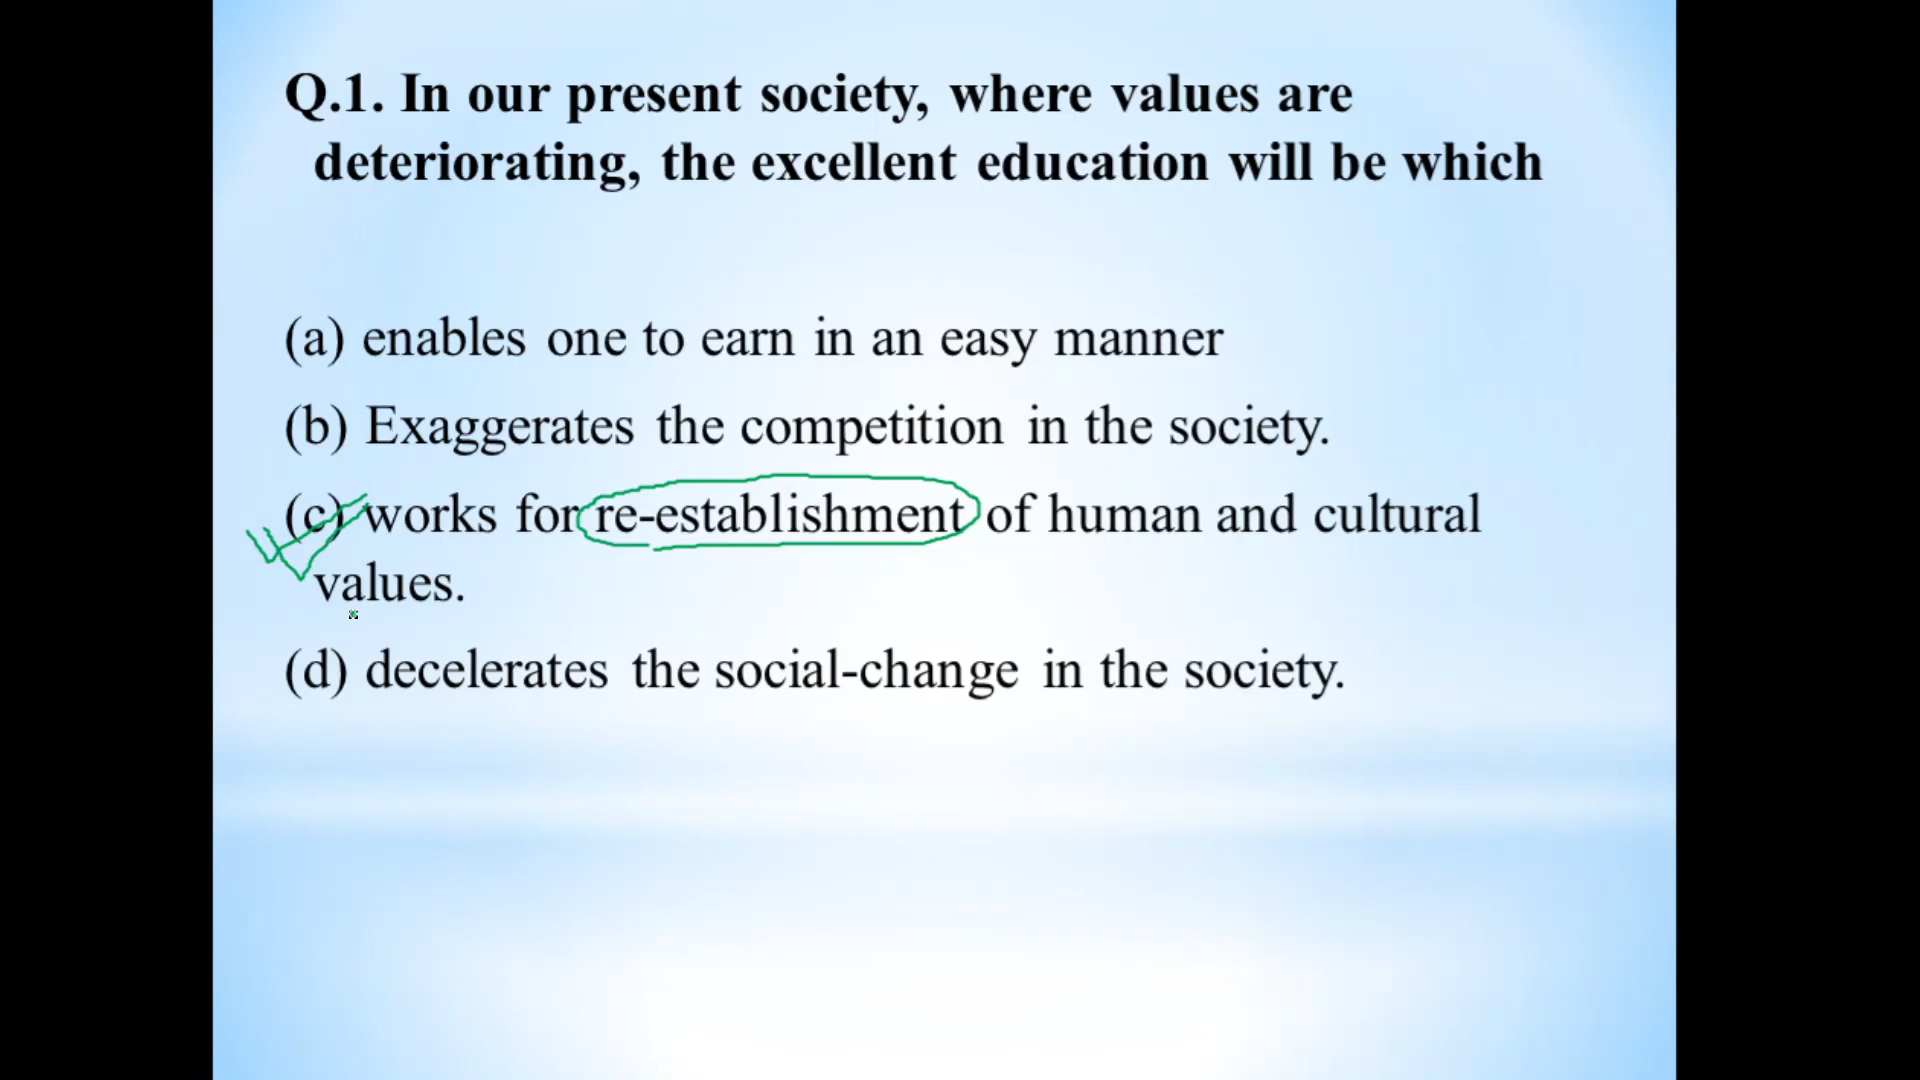 Q.1. In our present society, where values are
deteriorating, the excellent education will be which
(a) enables one to earn in an easy manner
(b) Exaggerates the competition in the society.
(c) works for re-establishment of human and cultural
values.
(d) decelerates the social-change in the society.